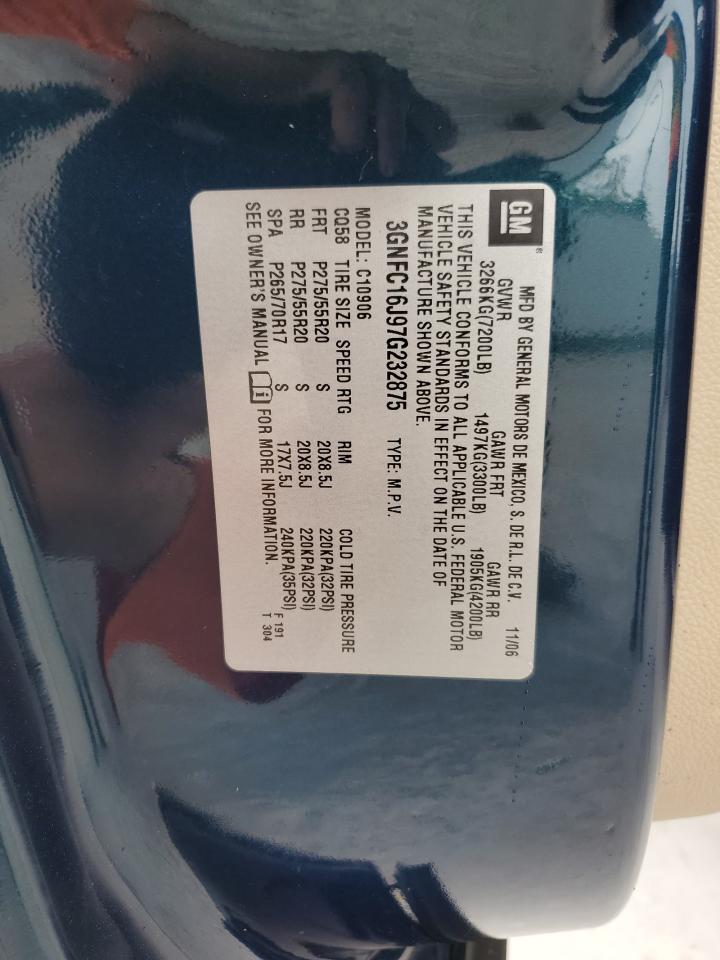 GM®
MFD BY GENERAL MOTORS DE MEXICO, S. DE R.L. DE C.V. 11/06
GVWR GAWR FRT GAWR RR
3266KG(7200LB) 1497KG(3300LB) 1905KG(4200LB)
THIS VEHICLE CONFORMS TO ALL APPLICABLE U.S. FEDERAL MOTOR
VEHICLE SAFETY STANDARDS IN EFFECT ON THE DATE OF
MANUFACTURE SHOWN ABOVE.
3GNFC16J97G232875 TYPE: M.P.V.
MODEL: C10906
CQ58 TIRE SIZE SPEED RTG RIM COLD TIRE PRESSURE
FRT P275/55R20 S 20X8.5J 220KPA(32PSI)
RR P275/55R20 S 20X8.5J 220KPA(32PSI)
SPA P265/70R17 S 17X7.5J 240KPA(35PSI)
SEE OWNER'S MANUAL i FOR MORE INFORMATION.
F 191
T 304